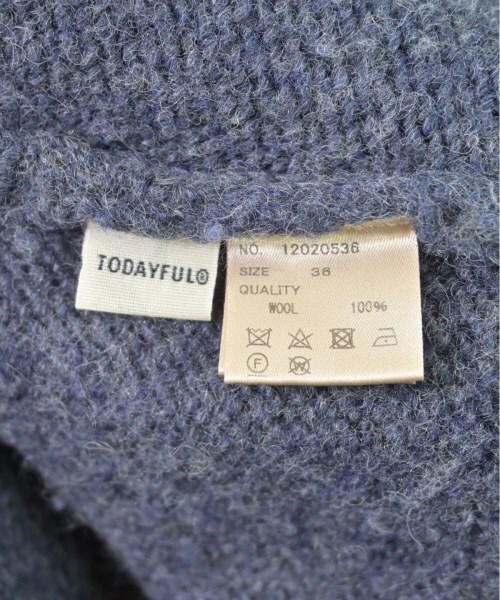 TODAYFUL®
NO. 12020536
SIZE 36
QUALITY
WOOL 100%
F
W